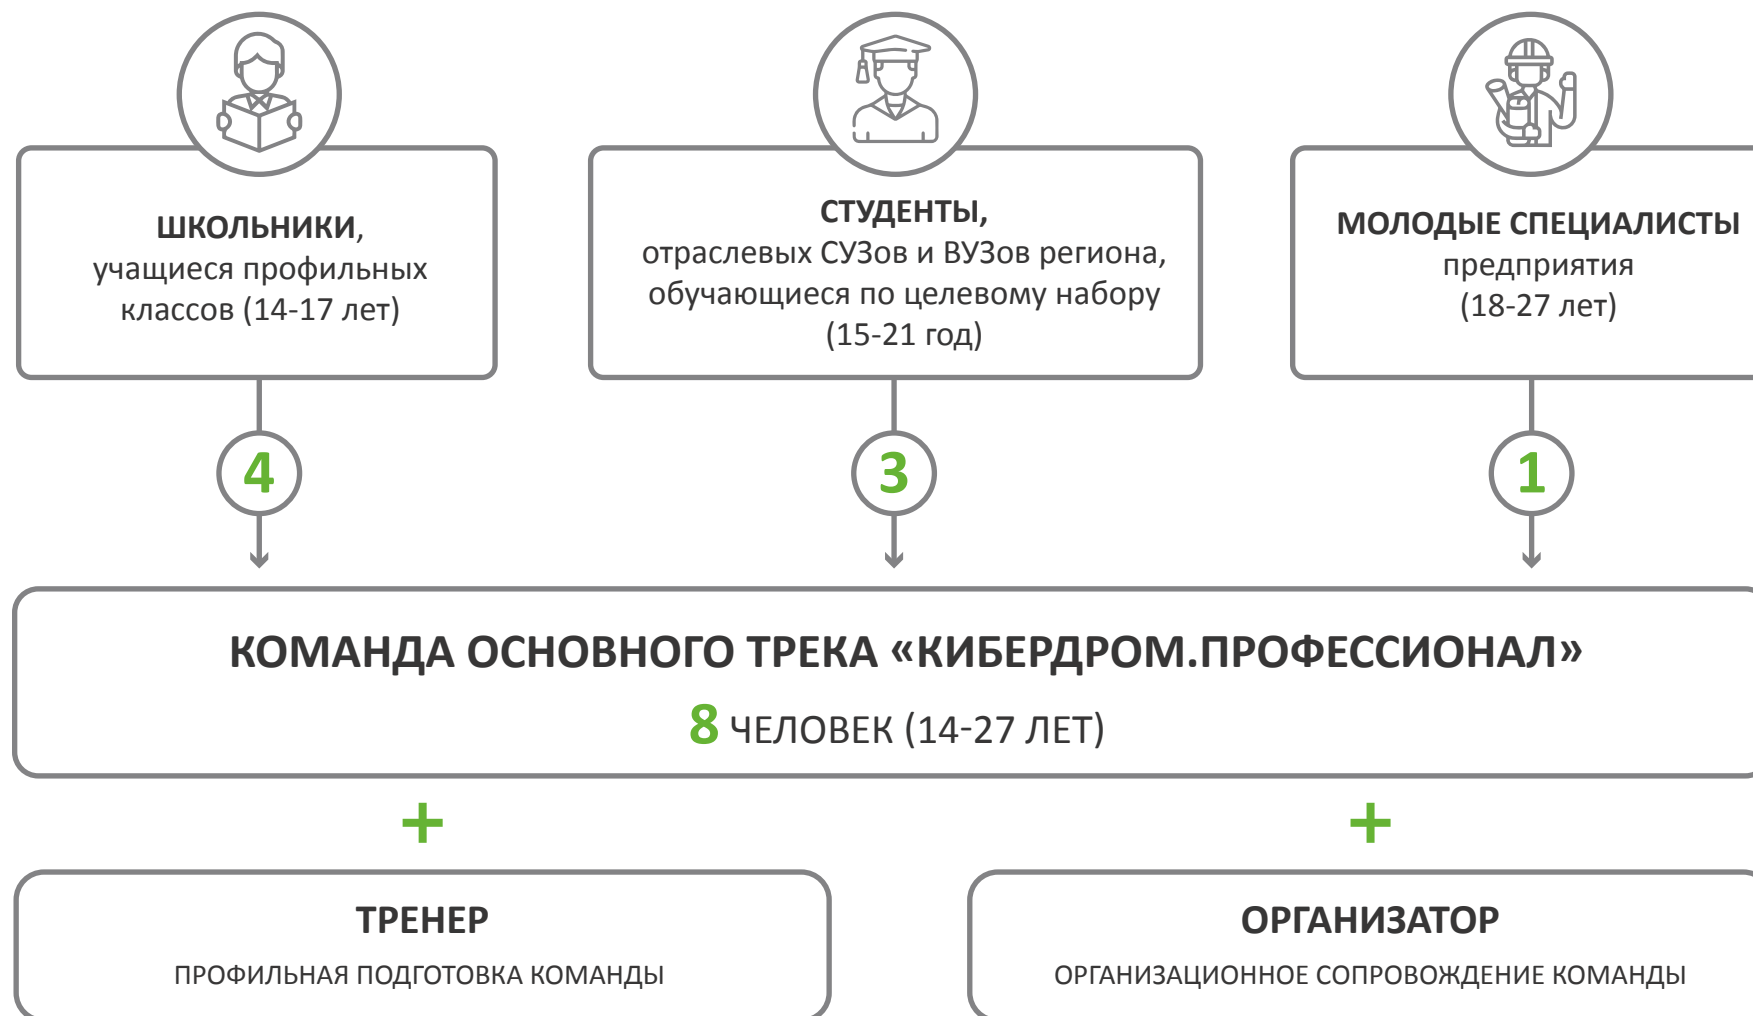 ШКОЛЬНИКИ,
учащиеся профильных
классов (14-17 лет)
СТУДЕНТЫ,
отраслевых СУЗов и ВУЗов региона,
обучающиеся по целевому набору
(15-21 год)
МОЛОДЫЕ СПЕЦИАЛИСТЫ
предприятия
(18-27 лет)
4
3
1
КОМАНДА ОСНОВНОГО ТРЕКА «КИБЕРДРОМ.ПРОФЕССИОНАЛ»
8 ЧЕЛОВЕК (14-27 ЛЕТ)
+
+
ТРЕНЕР
ПРОФИЛЬНАЯ ПОДГОТОВКА КОМАНДЫ
ОРГАНИЗАТОР
ОРГАНИЗАЦИОННОЕ СОПРОВОЖДЕНИЕ КОМАНДЫ